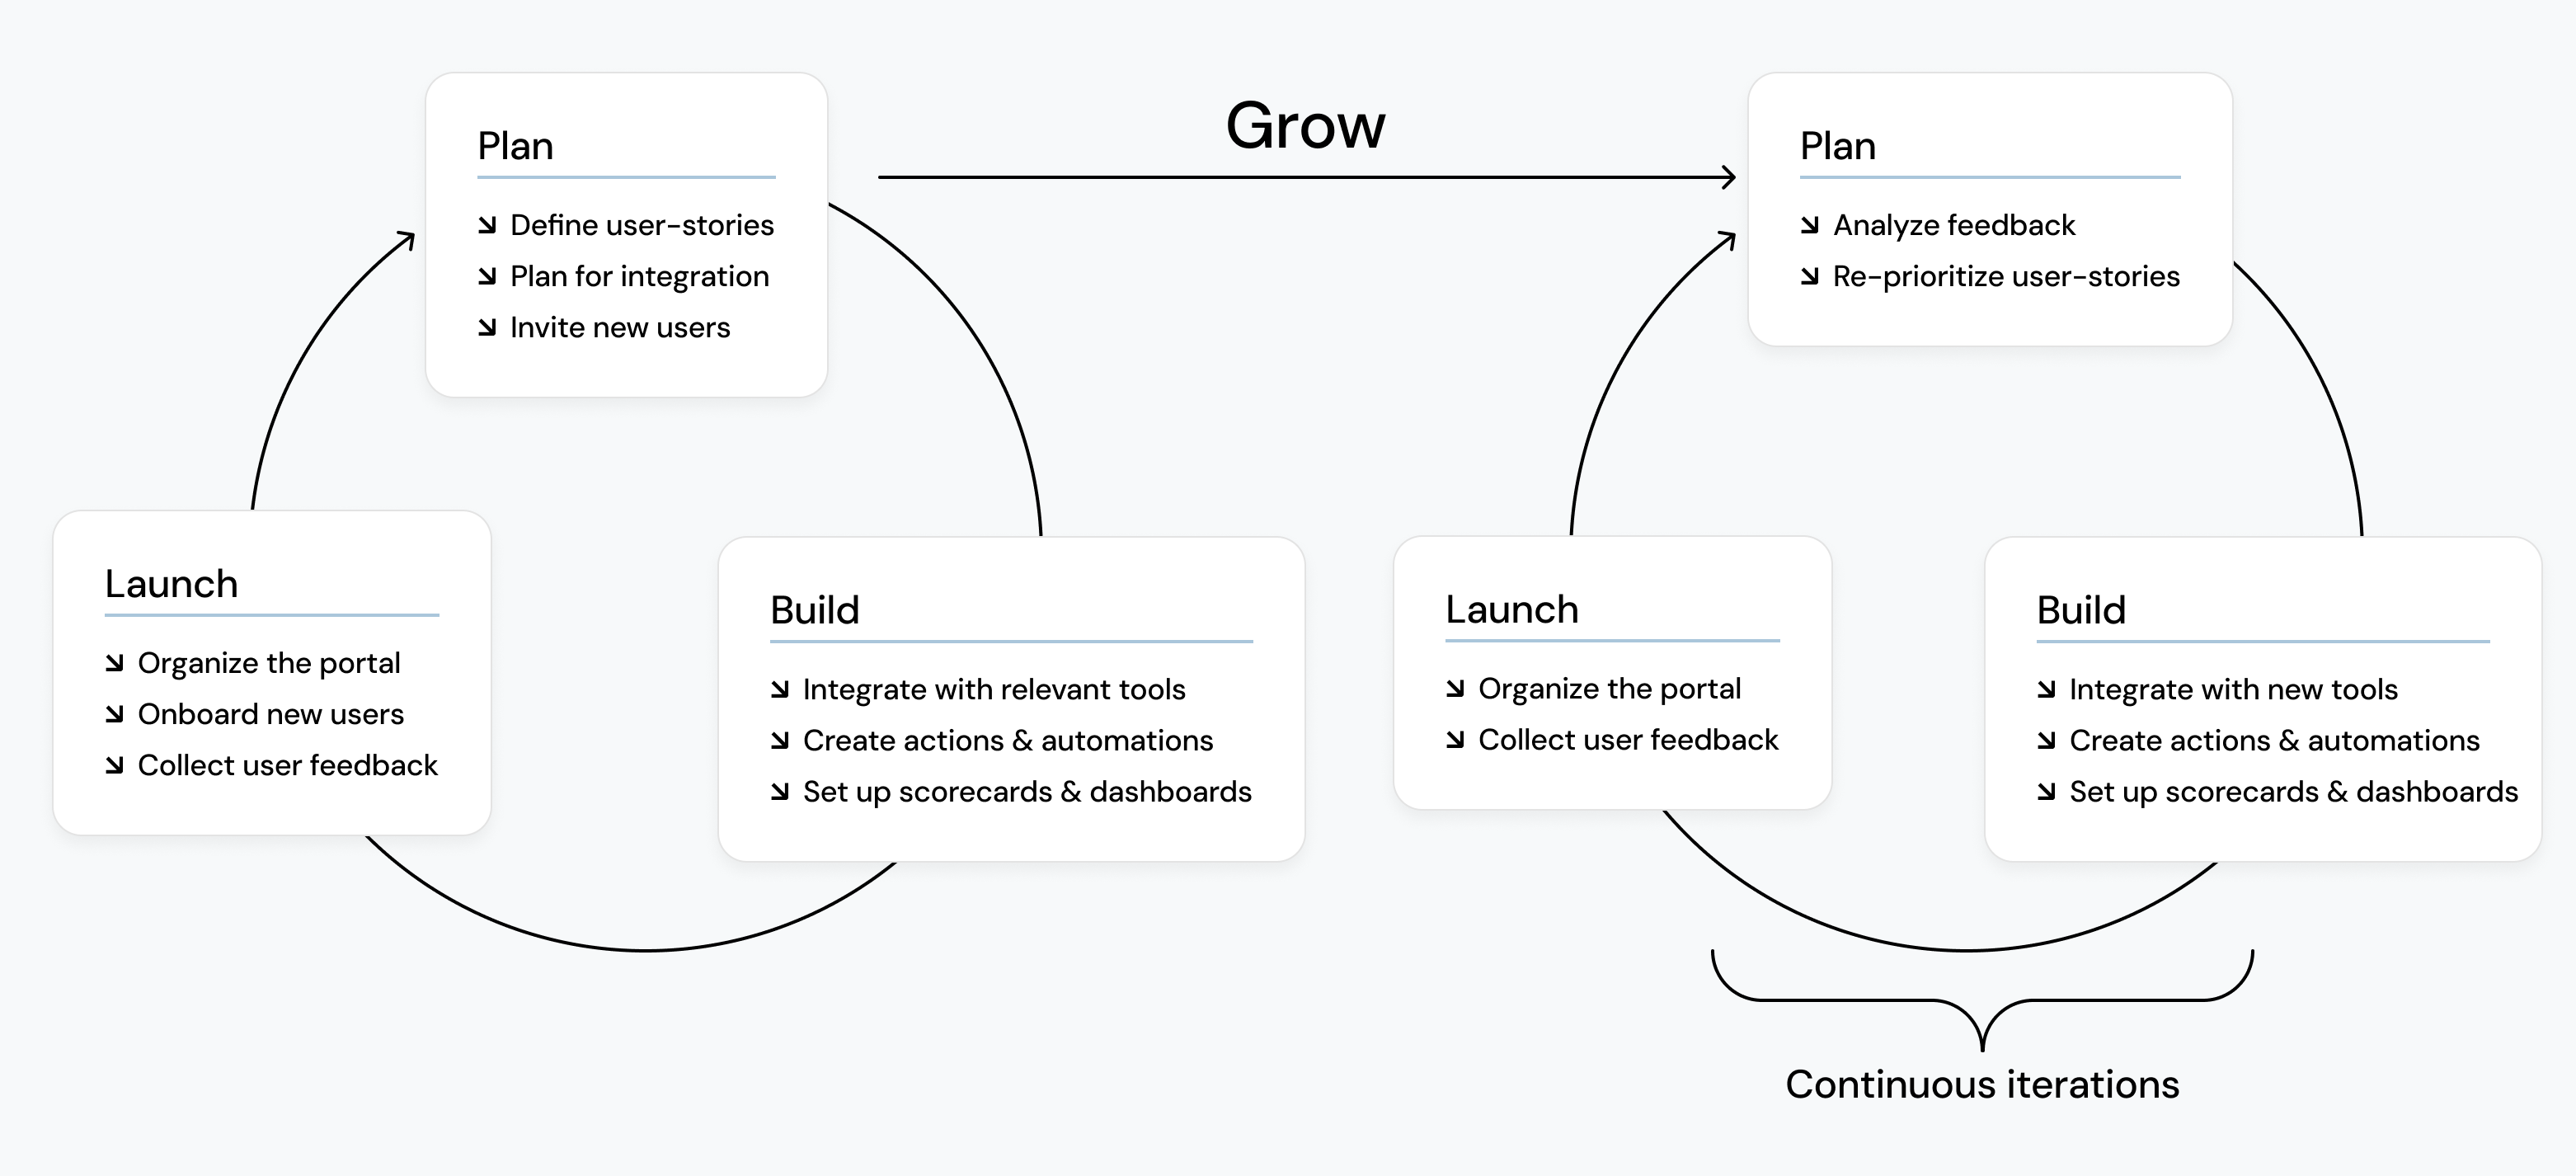 Plan
Define user-stories
Plan for integration
Invite new users
Grow
Plan
Analyze feedback
Re-prioritize user-stories
Launch
Organize the portal
Onboard new users
Collect user feedback
Build
Integrate with relevant tools
Create actions & automations
Set up scorecards & dashboards
Launch
Organize the portal
Collect user feedback
Build
Integrate with new tools
Create actions & automations
Set up scorecards & dashboards
Continuous iterations